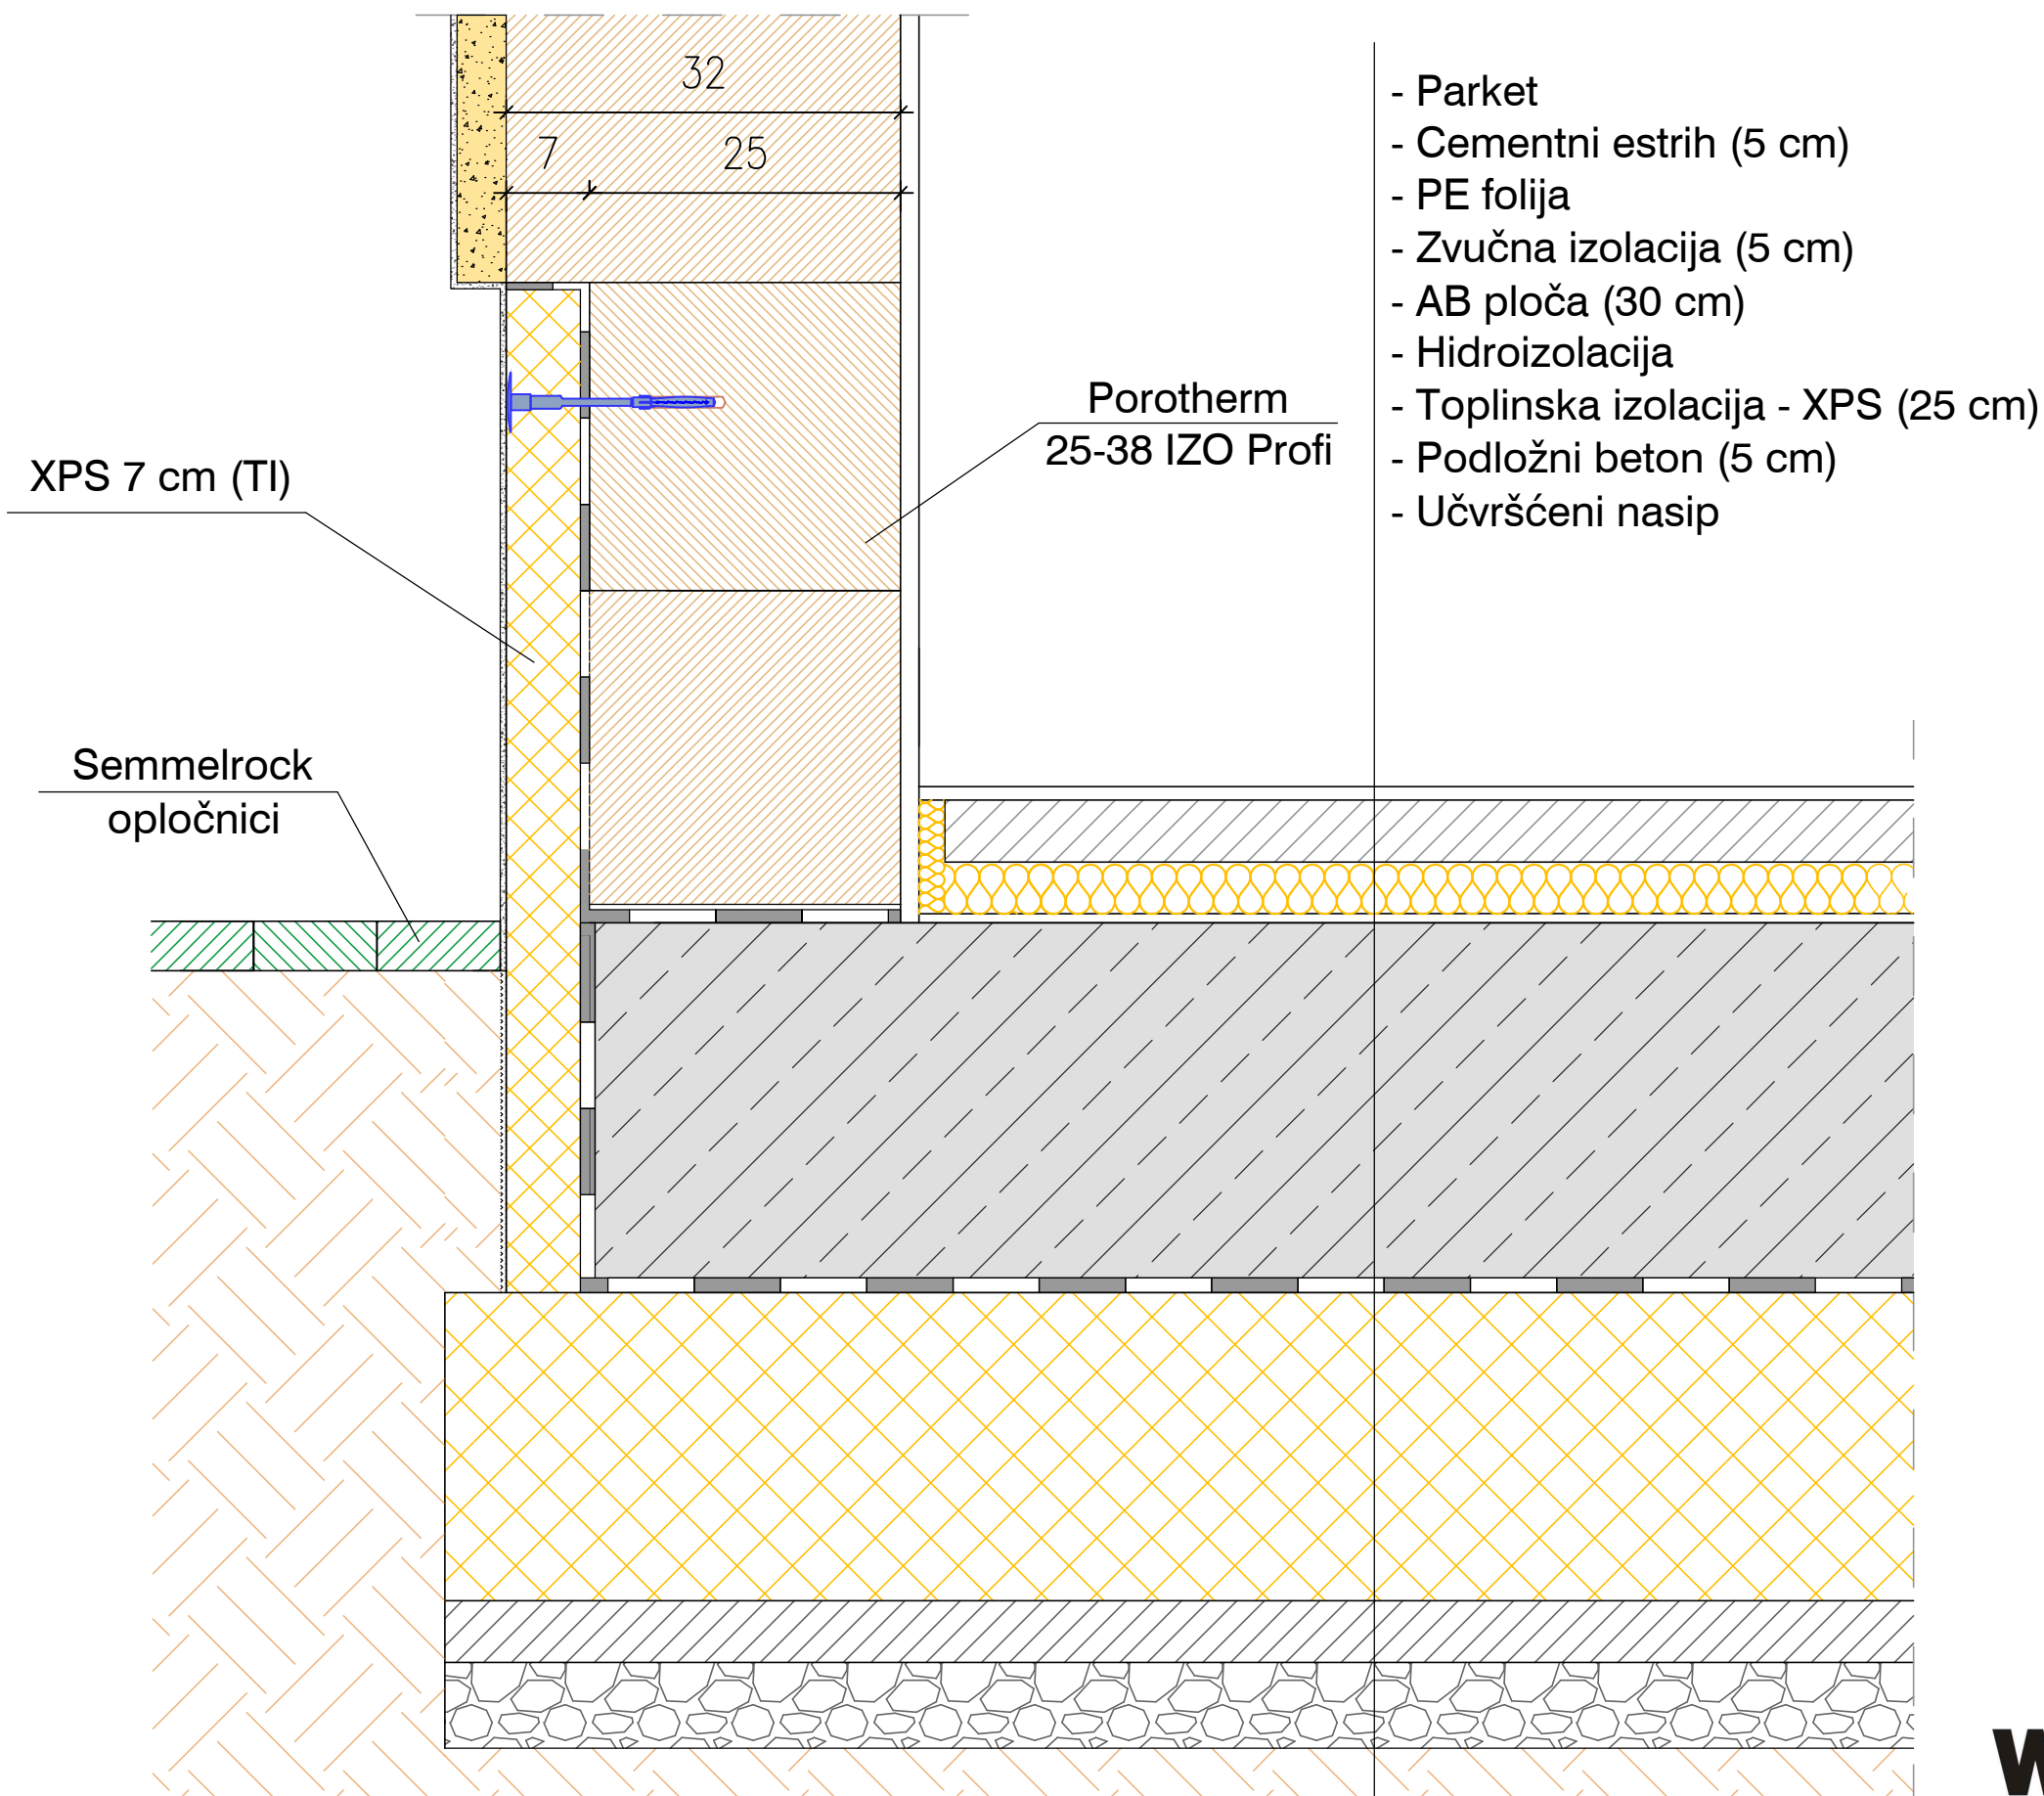 32
7 25
- Parket
- Cementni estrih (5 cm)
- PE folija
- Zvučna izolacija (5 cm)
- AB ploča (30 cm)
- Hidroizolacija
- Toplinska izolacija - XPS (25 cm)
- Podložni beton (5 cm)
- Učvršćeni nasip
Porotherm
25-38 IZO Profi
XPS 7 cm (TI)
Semmelrock
opločnici